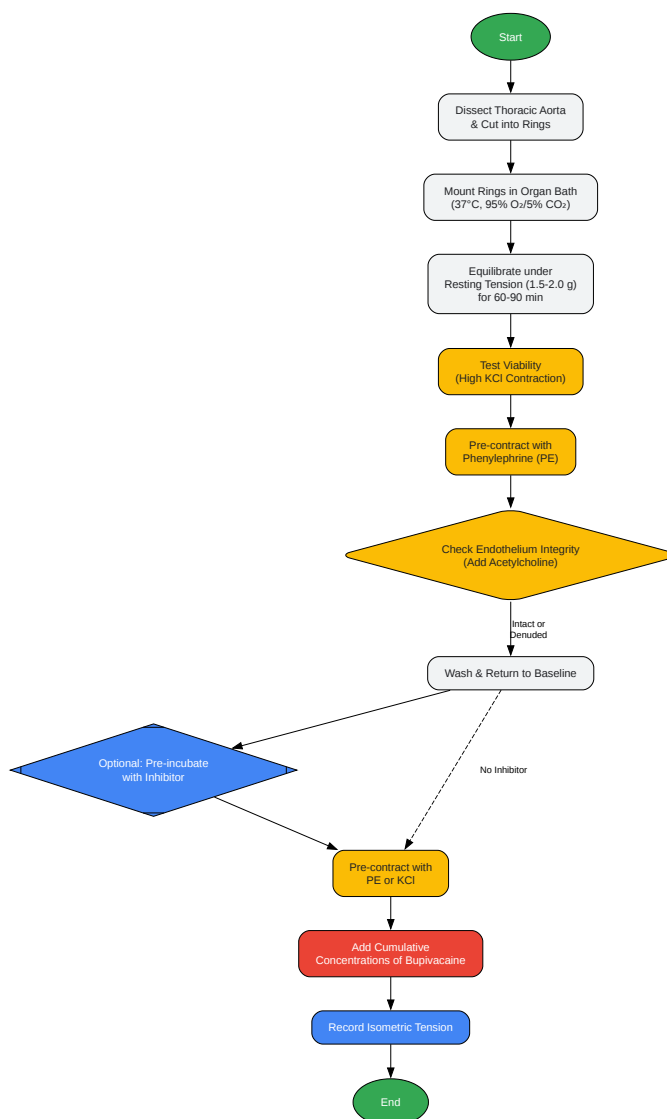 Start
Dissect Thoracic Aorta
& Cut into Rings
Mount Rings in Organ Bath
(37°C, 95% O₂/5% CO₂)
Equilibrate under
Resting Tension (1.5-2.0 g)
for 60-90 min
Test Viability
(High KCl Contraction)
Pre-contract with
Phenylephrine (PE)
Check Endothelium Integrity
(Add Acetylcholine)
Intact or
Denuded
Wash & Return to Baseline
Optional: Pre-incubate
with Inhibitor
No Inhibitor
Pre-contract with
PE or KCl
Add Cumulative
Concentrations of Bupivacaine
Record Isometric Tension
End